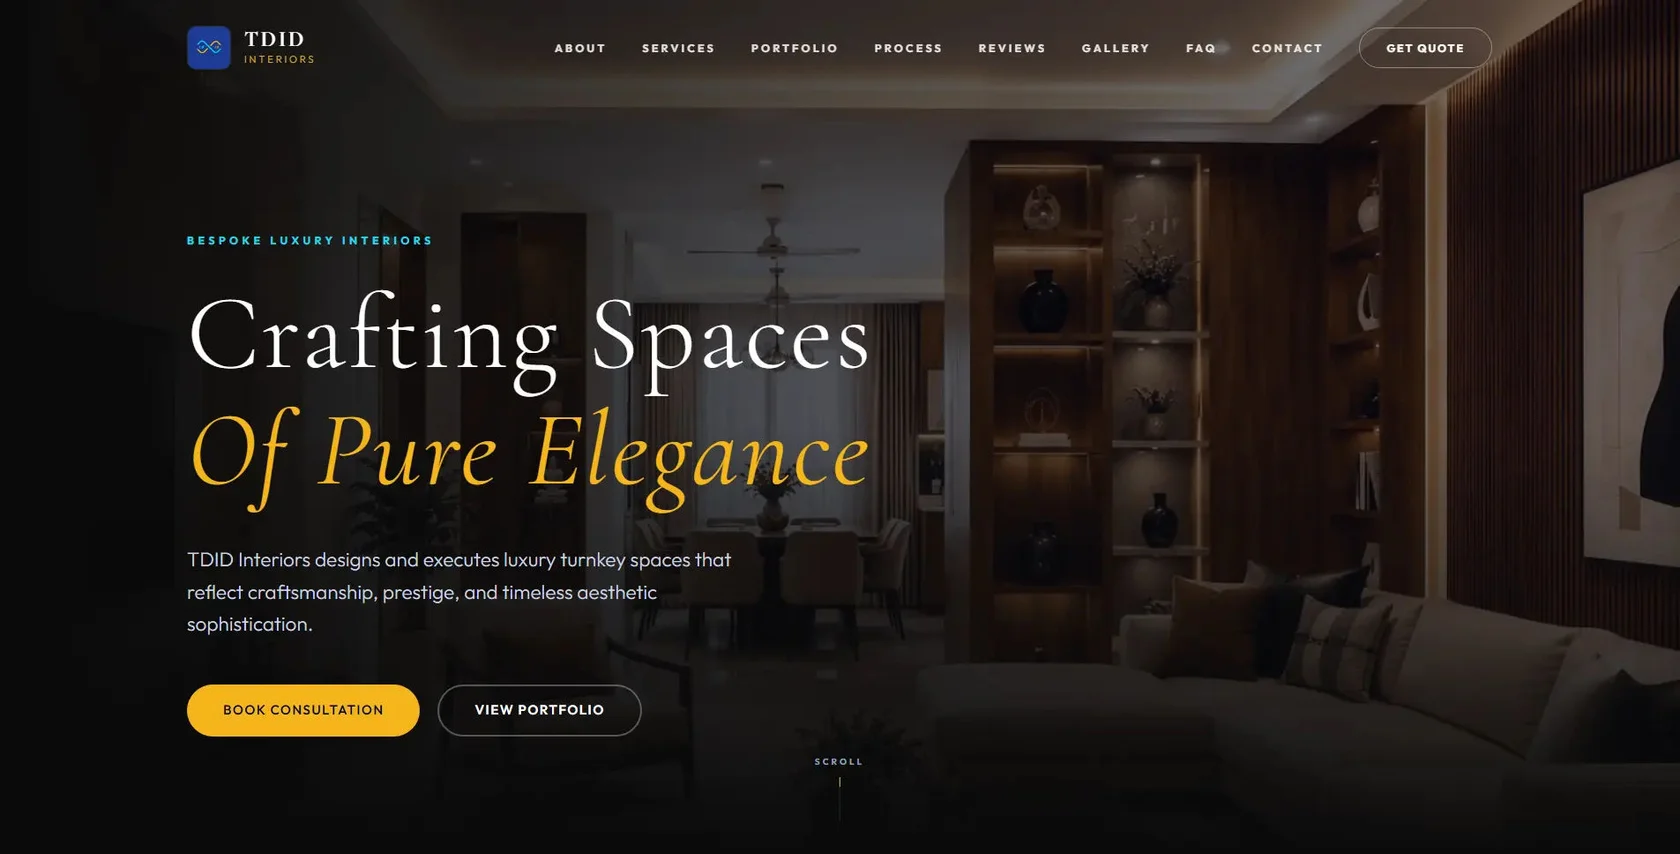 TDID
INTERIORS
ABOUT SERVICES PORTFOLIO PROCESS REVIEWS GALLERY FAQ CONTACT GET QUOTE
BESPOKE LUXURY INTERIORS
Crafting Spaces
Of Pure Elegance
TDID Interiors designs and executes luxury turnkey spaces that
reflect craftsmanship, prestige, and timeless aesthetic
sophistication.
BOOK CONSULTATION VIEW PORTFOLIO
SCROLL